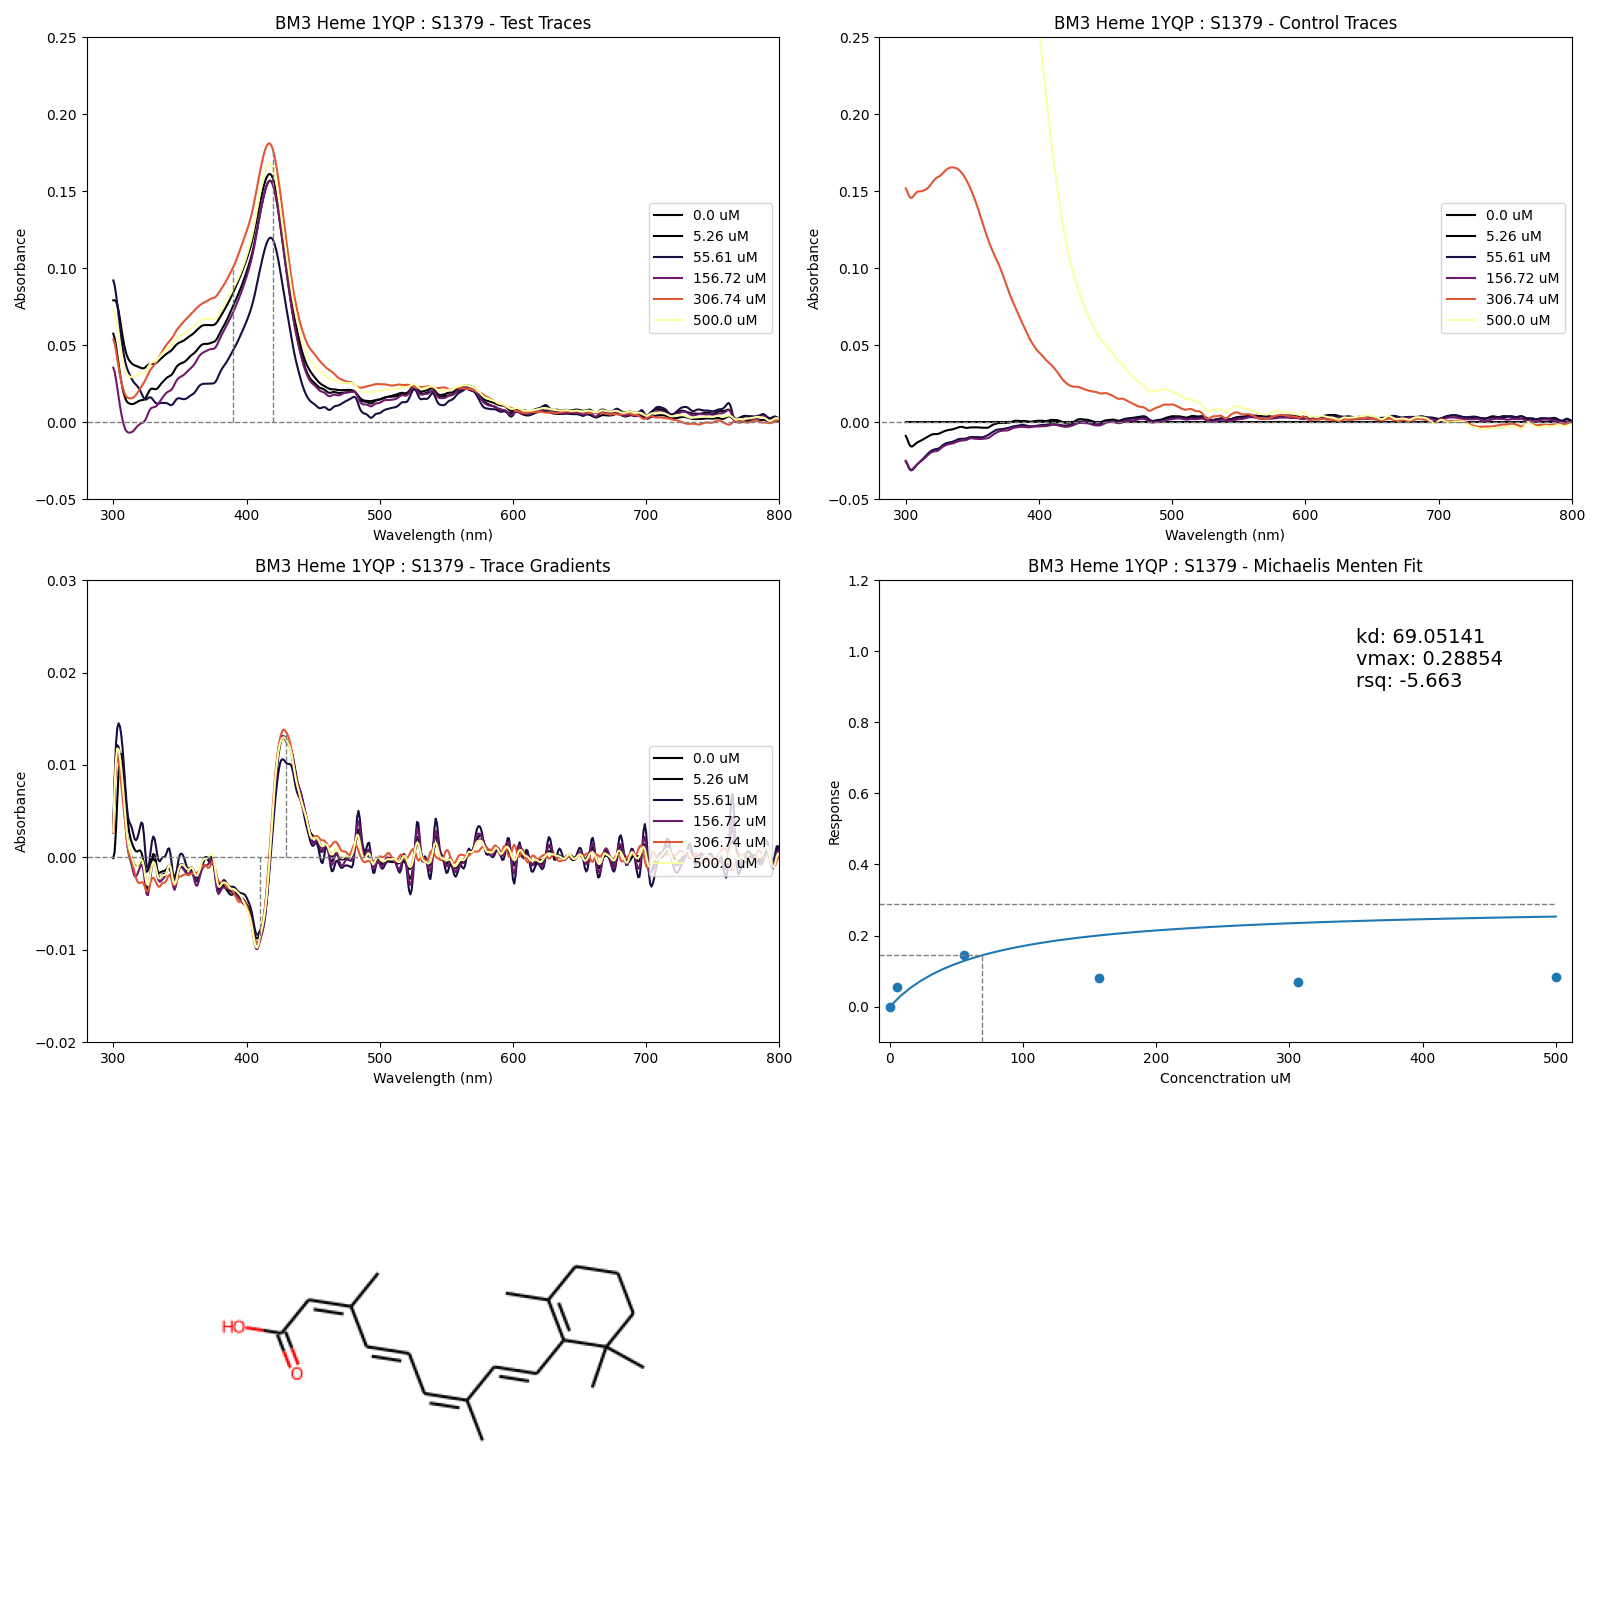 BM3 Heme 1YQP : S1379 - Test Traces
0.25
0.20
0.15
0.10
0.05
0.00
−0.05
Absorbance
300 400 500 600 700 800
Wavelength (nm)
0.0 uM
5.26 uM
55.61 uM
156.72 uM
306.74 uM
500.0 uM
BM3 Heme 1YQP : S1379 - Control Traces
0.25
0.20
0.15
0.10
0.05
0.00
−0.05
Absorbance
300 400 500 600 700 800
Wavelength (nm)
0.0 uM
5.26 uM
55.61 uM
156.72 uM
306.74 uM
500.0 uM
BM3 Heme 1YQP : S1379 - Trace Gradients
0.03
0.02
0.01
0.00
−0.01
−0.02
Absorbance
300 400 500 600 700 800
Wavelength (nm)
0.0 uM
5.26 uM
55.61 uM
156.72 uM
306.74 uM
500.0 uM
BM3 Heme 1YQP : S1379 - Michaelis Menten Fit
1.2
1.0
0.8
0.6
0.4
0.2
0.0
Response
0 100 200 300 400 500
Concenctration uM
kd: 69.05141
vmax: 0.28854
rsq: -5.663
HO
O